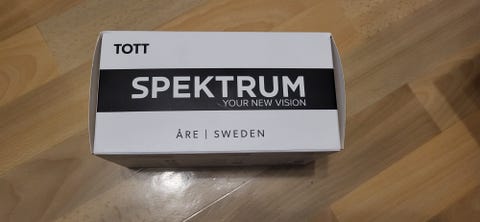 TOTT
SPEKTRUM
YOUR NEW VISION
ÅRE | SWEDEN